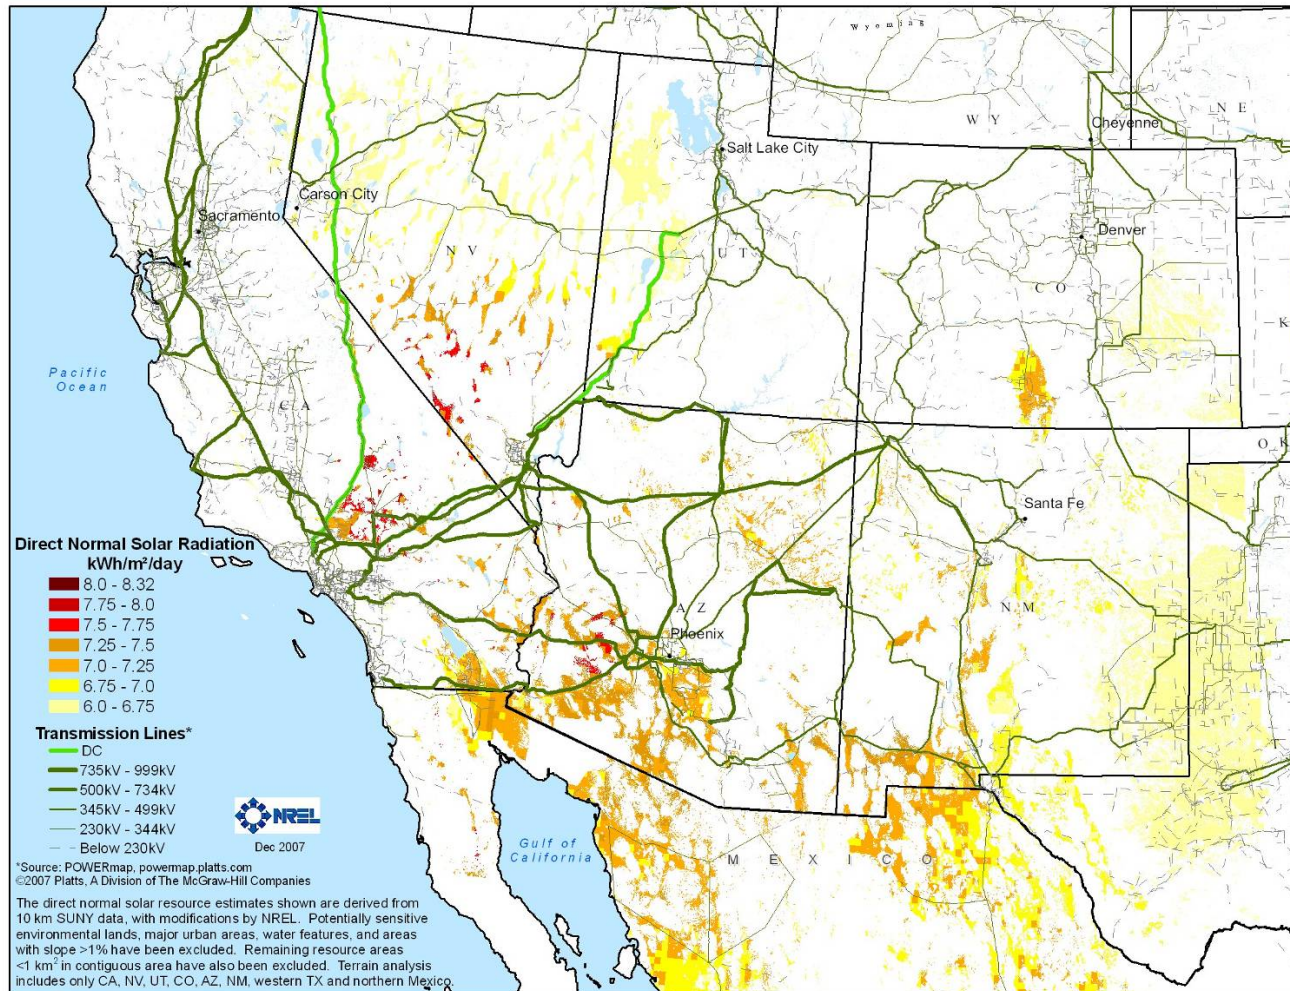 Wyoming
WY
NE
Cheyenne
Salt Lake City
Carson City
Sacramento
NV
UT
Denver
CO
K
Pacific
Ocean
CA
OK
Santa Fe
AZ
NM
Phoenix
Direct Normal Solar Radiation
kWh/m²/day
8.0 - 8.32
7.75 - 8.0
7.5 - 7.75
7.25 - 7.5
7.0 - 7.25
6.75 - 7.0
6.0 - 6.75
Transmission Lines*
DC
735kV - 999kV
500kV - 734kV
345kV - 499kV
230kV - 344kV
Below 230kV
NREL
Dec 2007
Gulf of
California
MEXICO
*Source: POWERmap, powermap.platts.com
©2007 Platts, A Division of The McGraw-Hill Companies
The direct normal solar resource estimates shown are derived from
10 km SUNY data, with modifications by NREL. Potentially sensitive
environmental lands, major urban areas, water features, and areas
with slope >1% have been excluded. Remaining resource areas
<1 km² in contiguous area have also been excluded. Terrain analysis
includes only CA, NV, UT, CO, AZ, NM, western TX and northern Mexico.